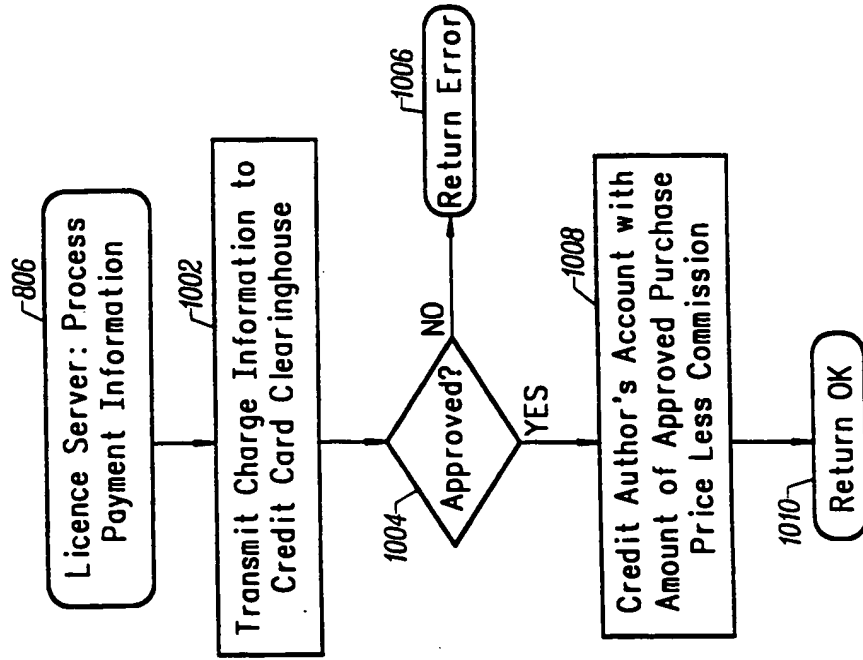 806
Licence Server: Process
Payment Information
1002
Transmit Charge Information to
Credit Card Clearinghouse
1004
Approved?
NO
1006
Return Error
YES
1008
Credit Author's Account with
Amount of Approved Purchase
Price Less Commission
1010
Return OK